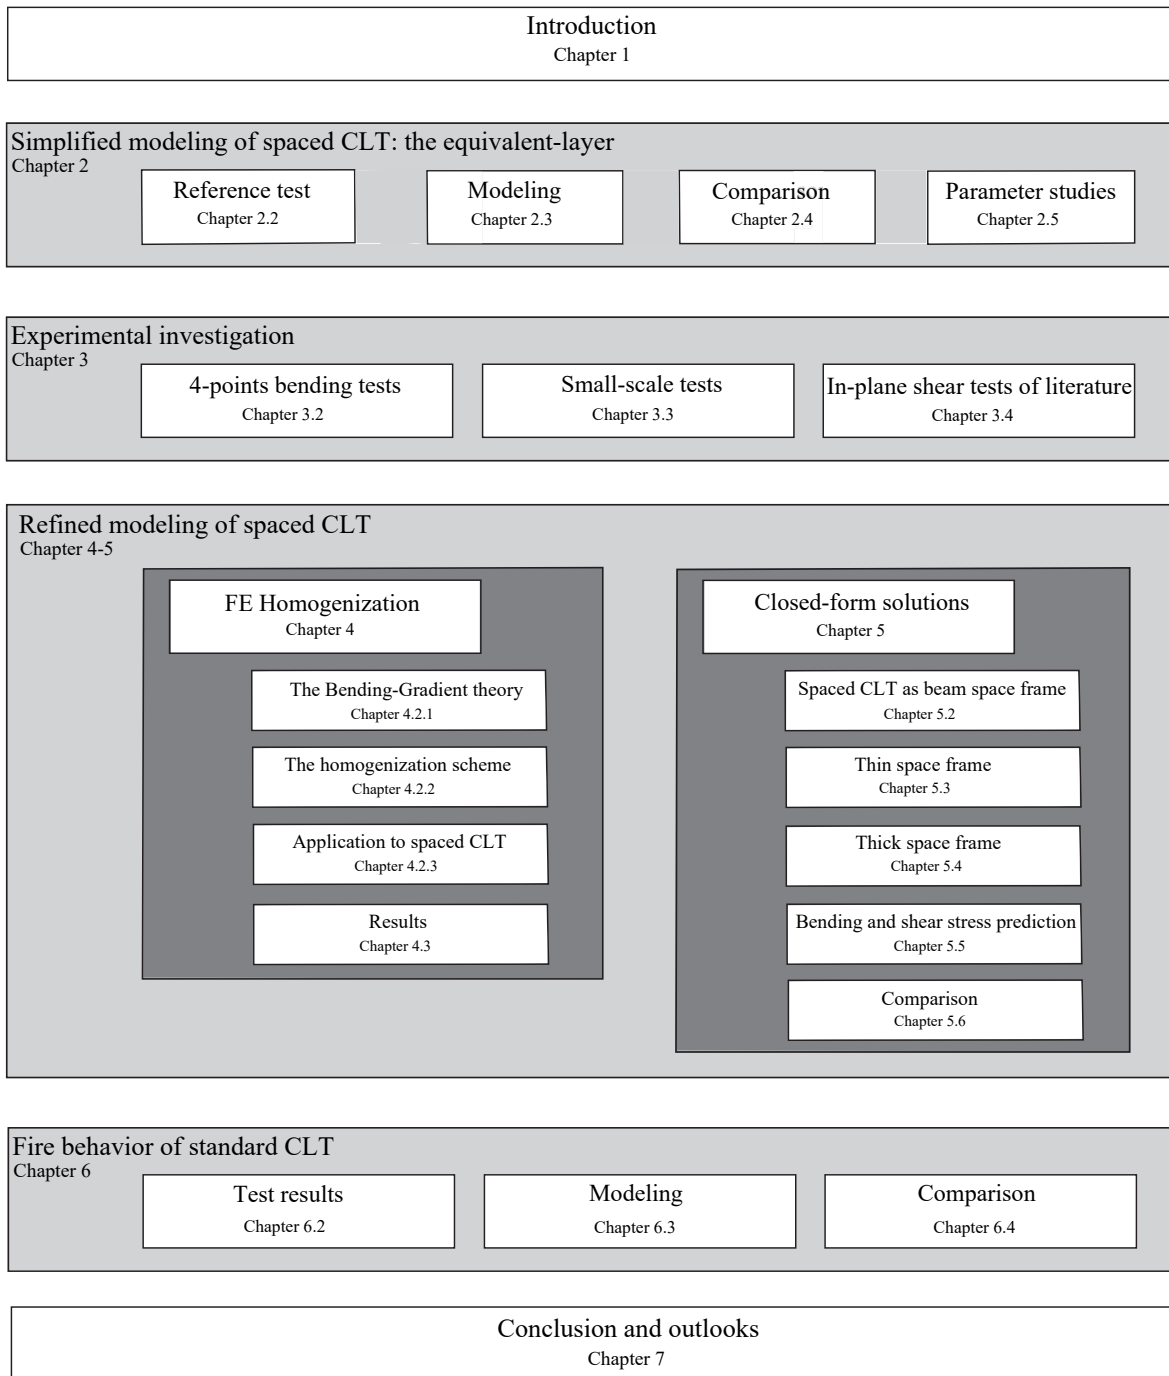 Introduction
Chapter 1
Simplified modeling of spaced CLT: the equivalent-layer
Chapter 2
Reference test
Chapter 2.2
Modeling
Chapter 2.3
Comparison
Chapter 2.4
Parameter studies
Chapter 2.5
Experimental investigation
Chapter 3
4-points bending tests
Chapter 3.2
Small-scale tests
Chapter 3.3
In-plane shear tests of literature
Chapter 3.4
Refined modeling of spaced CLT
Chapter 4-5
FE Homogenization
Chapter 4
The Bending-Gradient theory
Chapter 4.2.1
The homogenization scheme
Chapter 4.2.2
Application to spaced CLT
Chapter 4.2.3
Results
Chapter 4.3
Closed-form solutions
Chapter 5
Spaced CLT as beam space frame
Chapter 5.2
Thin space frame
Chapter 5.3
Thick space frame
Chapter 5.4
Bending and shear stress prediction
Chapter 5.5
Comparison
Chapter 5.6
Fire behavior of standard CLT
Chapter 6
Test results
Chapter 6.2
Modeling
Chapter 6.3
Comparison
Chapter 6.4
Conclusion and outlooks
Chapter 7